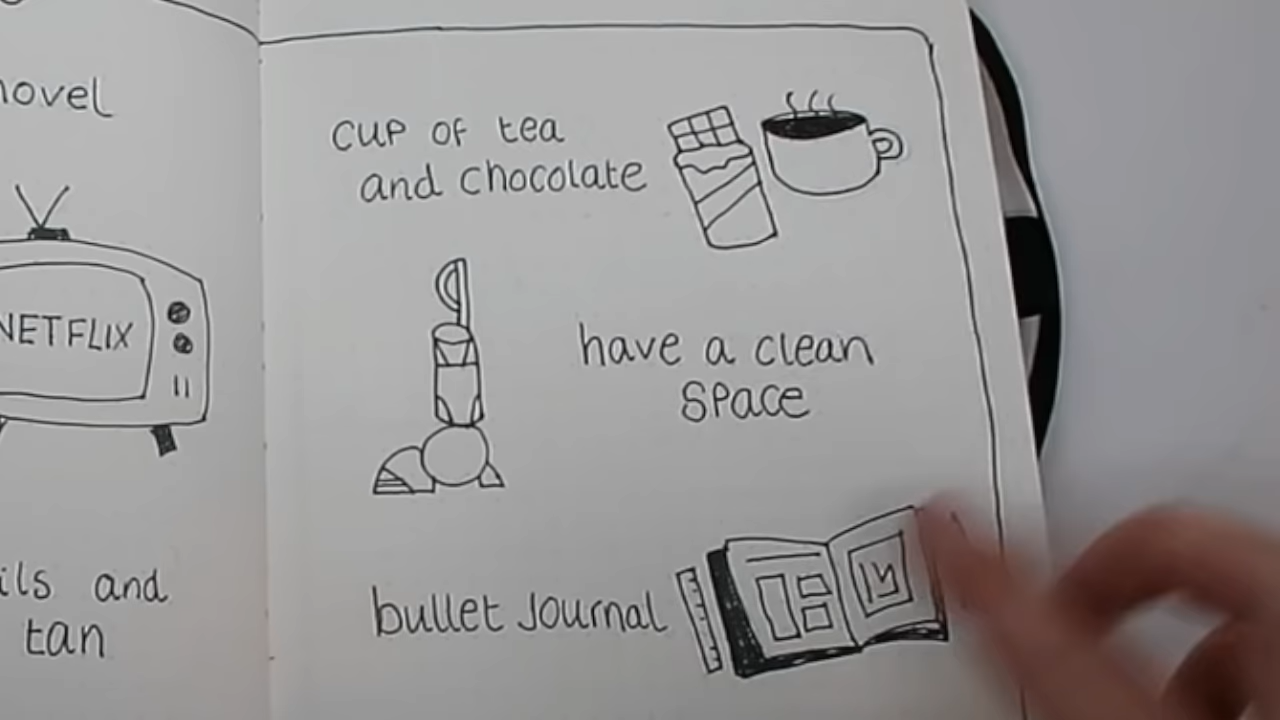 novel
NETFLIX
ils and
tan
cup of tea
and chocolate
have a clean
space
bullet journal